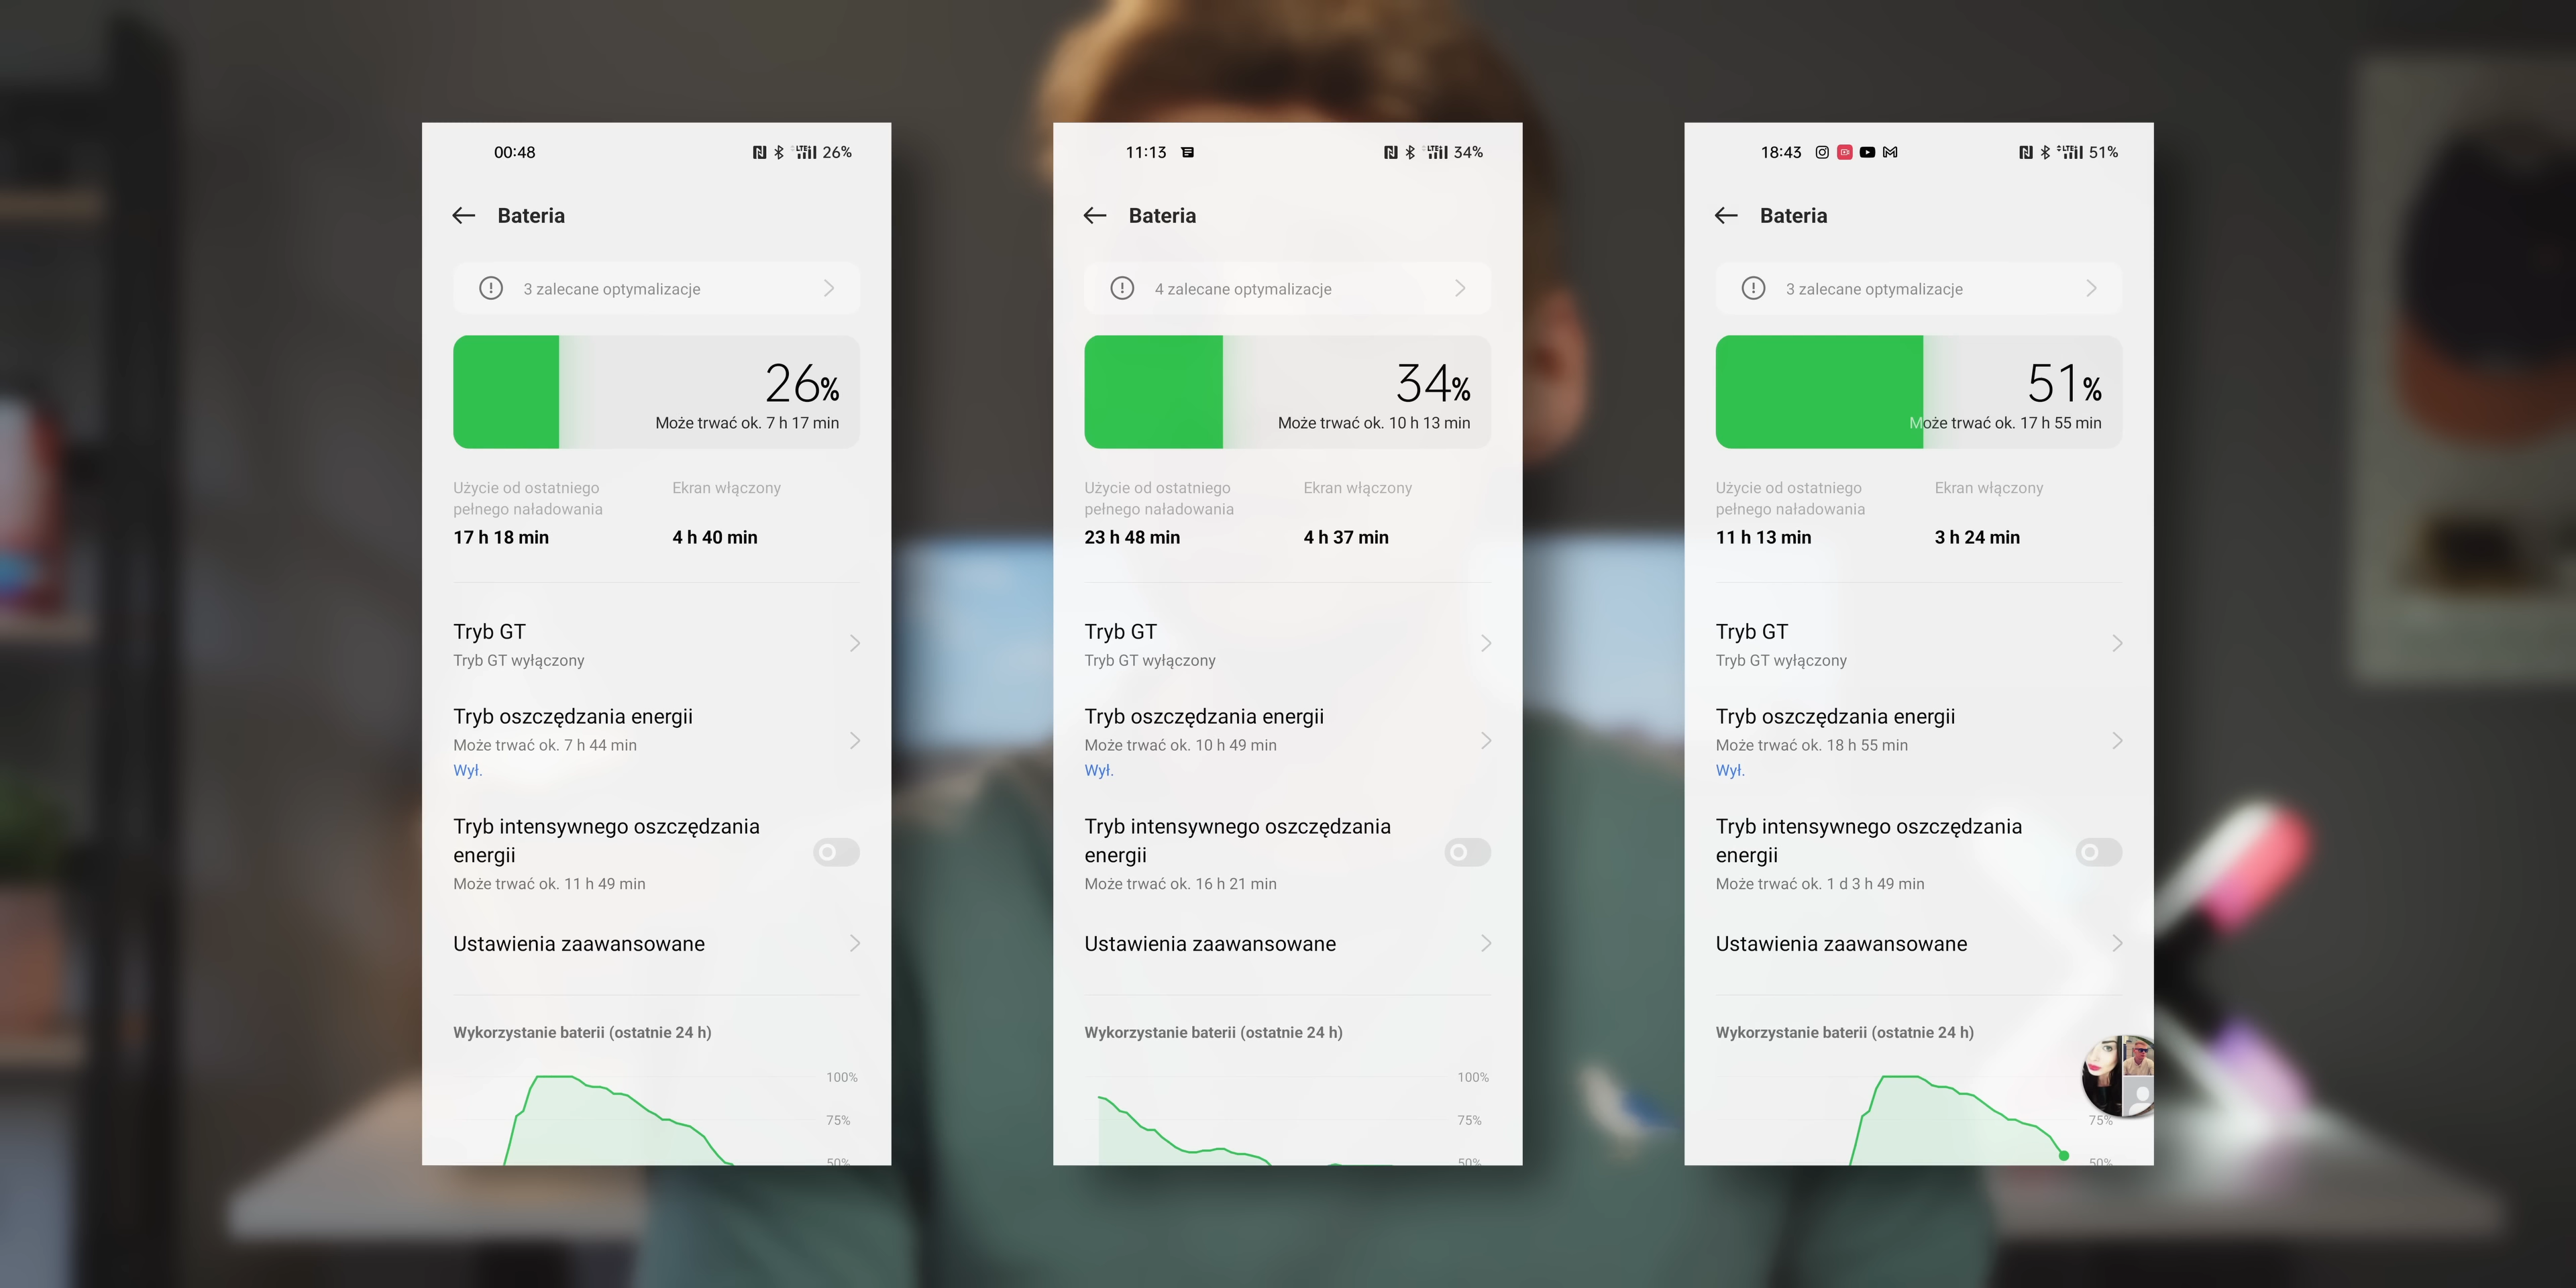 00:48
LTE
26%
Bateria
3 zalecane optymalizacje
26%
Może trwać ok. 7 h 17 min
Użycie od ostatniego
pełnego naładowania
Ekran włączony
17 h 18 min
4 h 40 min
Tryb GT
Tryb GT wyłączony
Tryb oszczędzania energii
Może trwać ok. 7 h 44 min
Wył.
Tryb intensywnego oszczędzania
energii
Może trwać ok. 11 h 49 min
Ustawienia zaawansowane
Wykorzystanie baterii (ostatnie 24 h)
100%
75%
50%
11:13
LTE
34%
Bateria
4 zalecane optymalizacje
34%
Może trwać ok. 10 h 13 min
Użycie od ostatniego
pełnego naładowania
Ekran włączony
23 h 48 min
4 h 37 min
Tryb GT
Tryb GT wyłączony
Tryb oszczędzania energii
Może trwać ok. 10 h 49 min
Wył.
Tryb intensywnego oszczędzania
energii
Może trwać ok. 16 h 21 min
Ustawienia zaawansowane
Wykorzystanie baterii (ostatnie 24 h)
100%
75%
50%
18:43
LTE
51%
Bateria
3 zalecane optymalizacje
51%
Może trwać ok. 17 h 55 min
Użycie od ostatniego
pełnego naładowania
Ekran włączony
11 h 13 min
3 h 24 min
Tryb GT
Tryb GT wyłączony
Tryb oszczędzania energii
Może trwać ok. 18 h 55 min
Wył.
Tryb intensywnego oszczędzania
energii
Może trwać ok. 1 d 3 h 49 min
Ustawienia zaawansowane
Wykorzystanie baterii (ostatnie 24 h)
75%
50%